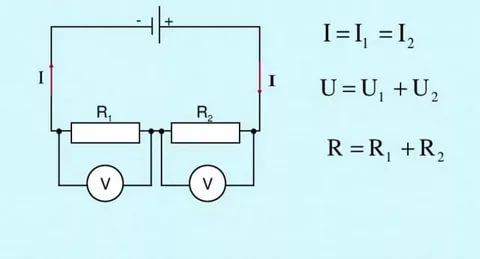 - +
I = I₁ = I₂
I I
U = U₁ + U₂
R₁ R₂
R = R₁ + R₂
V V